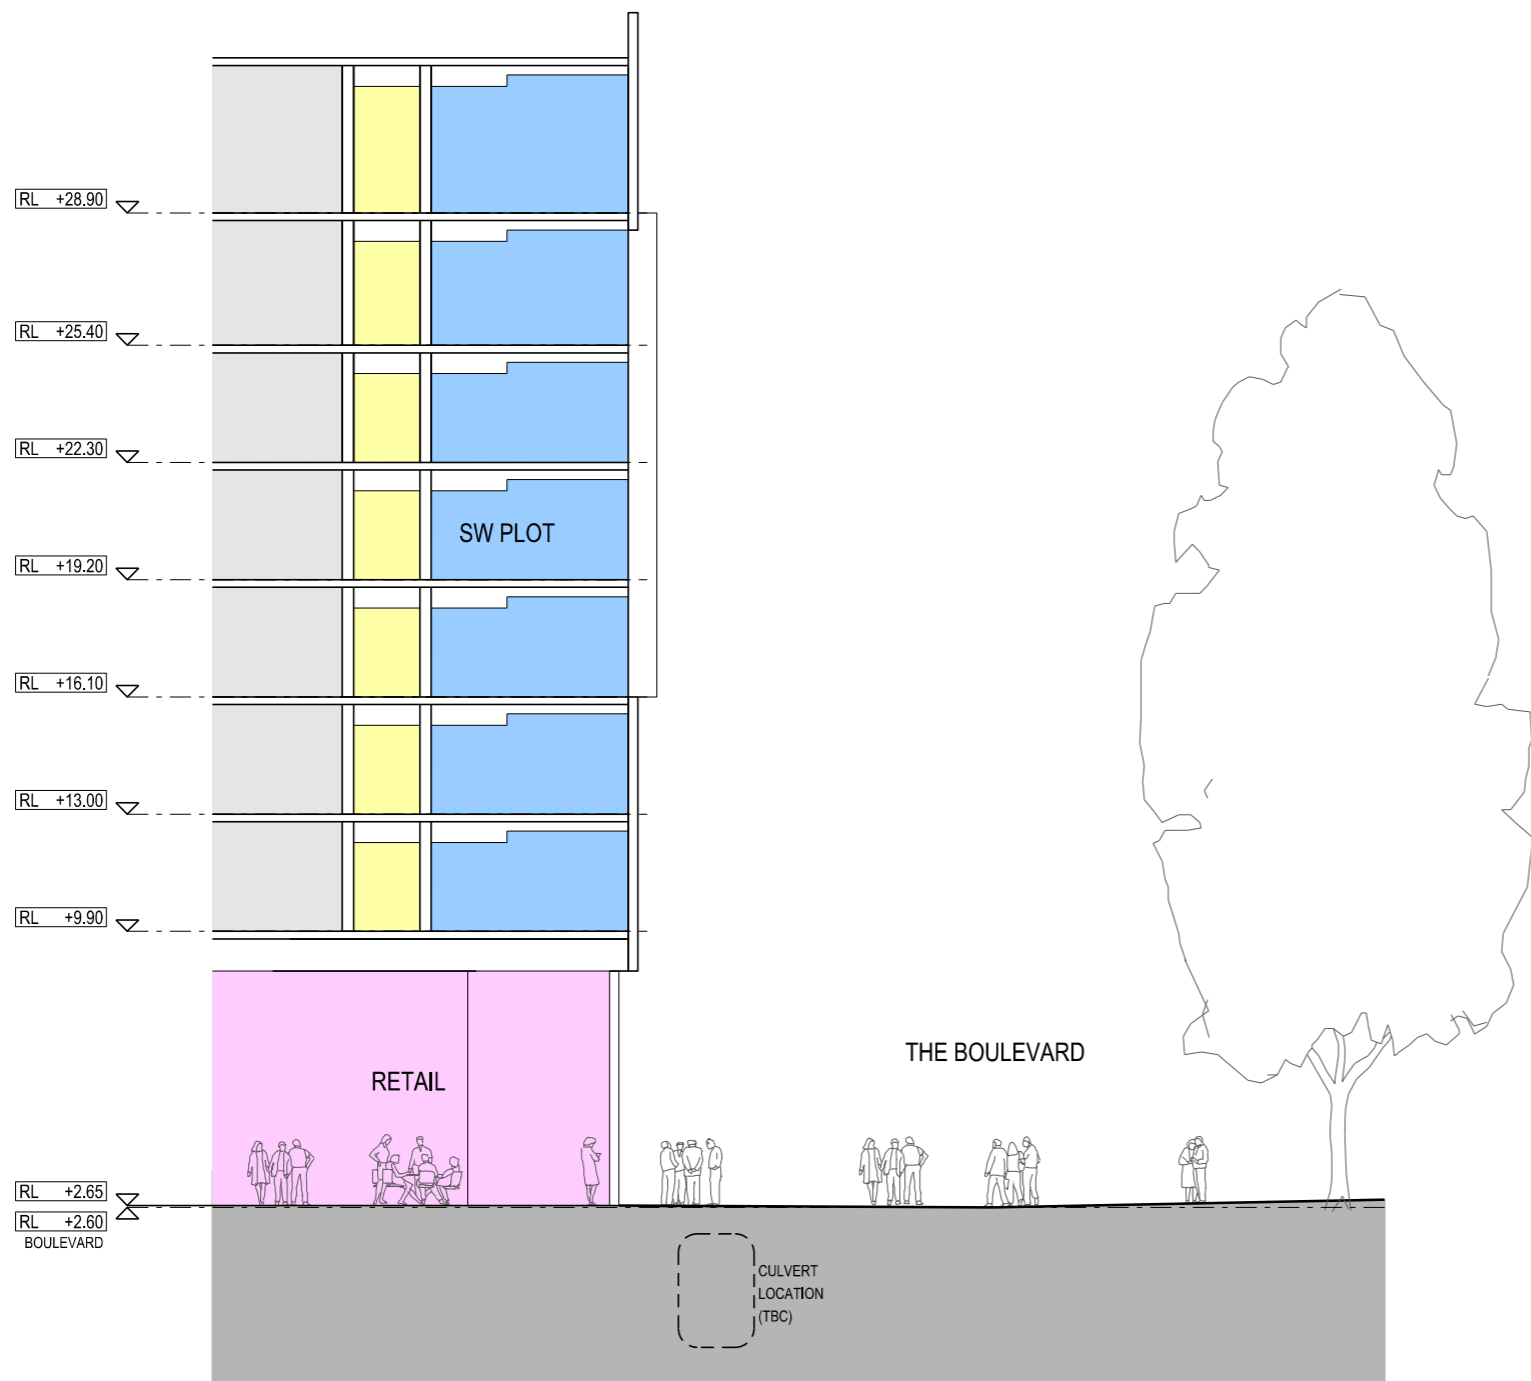 RL +28.90
RL +25.40
RL +22.30
SW PLOT
RL +19.20
RL +16.10
RL +13.00
RL +9.90
THE BOULEVARD
RETAIL
RL +2.65
RL +2.60
BOULEVARD
CULVERT
LOCATION
(TBC)